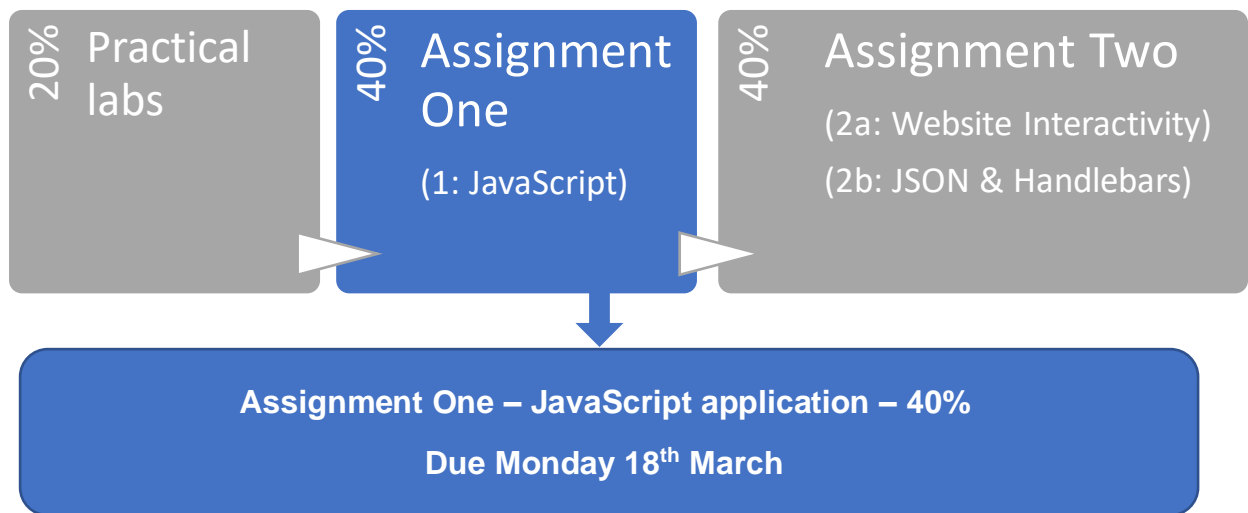 20%
Practical
labs
40%
Assignment
One
(1: JavaScript)
40%
Assignment Two
(2a: Website Interactivity)
(2b: JSON & Handlebars)
Assignment One – JavaScript application – 40%
Due Monday 18th March